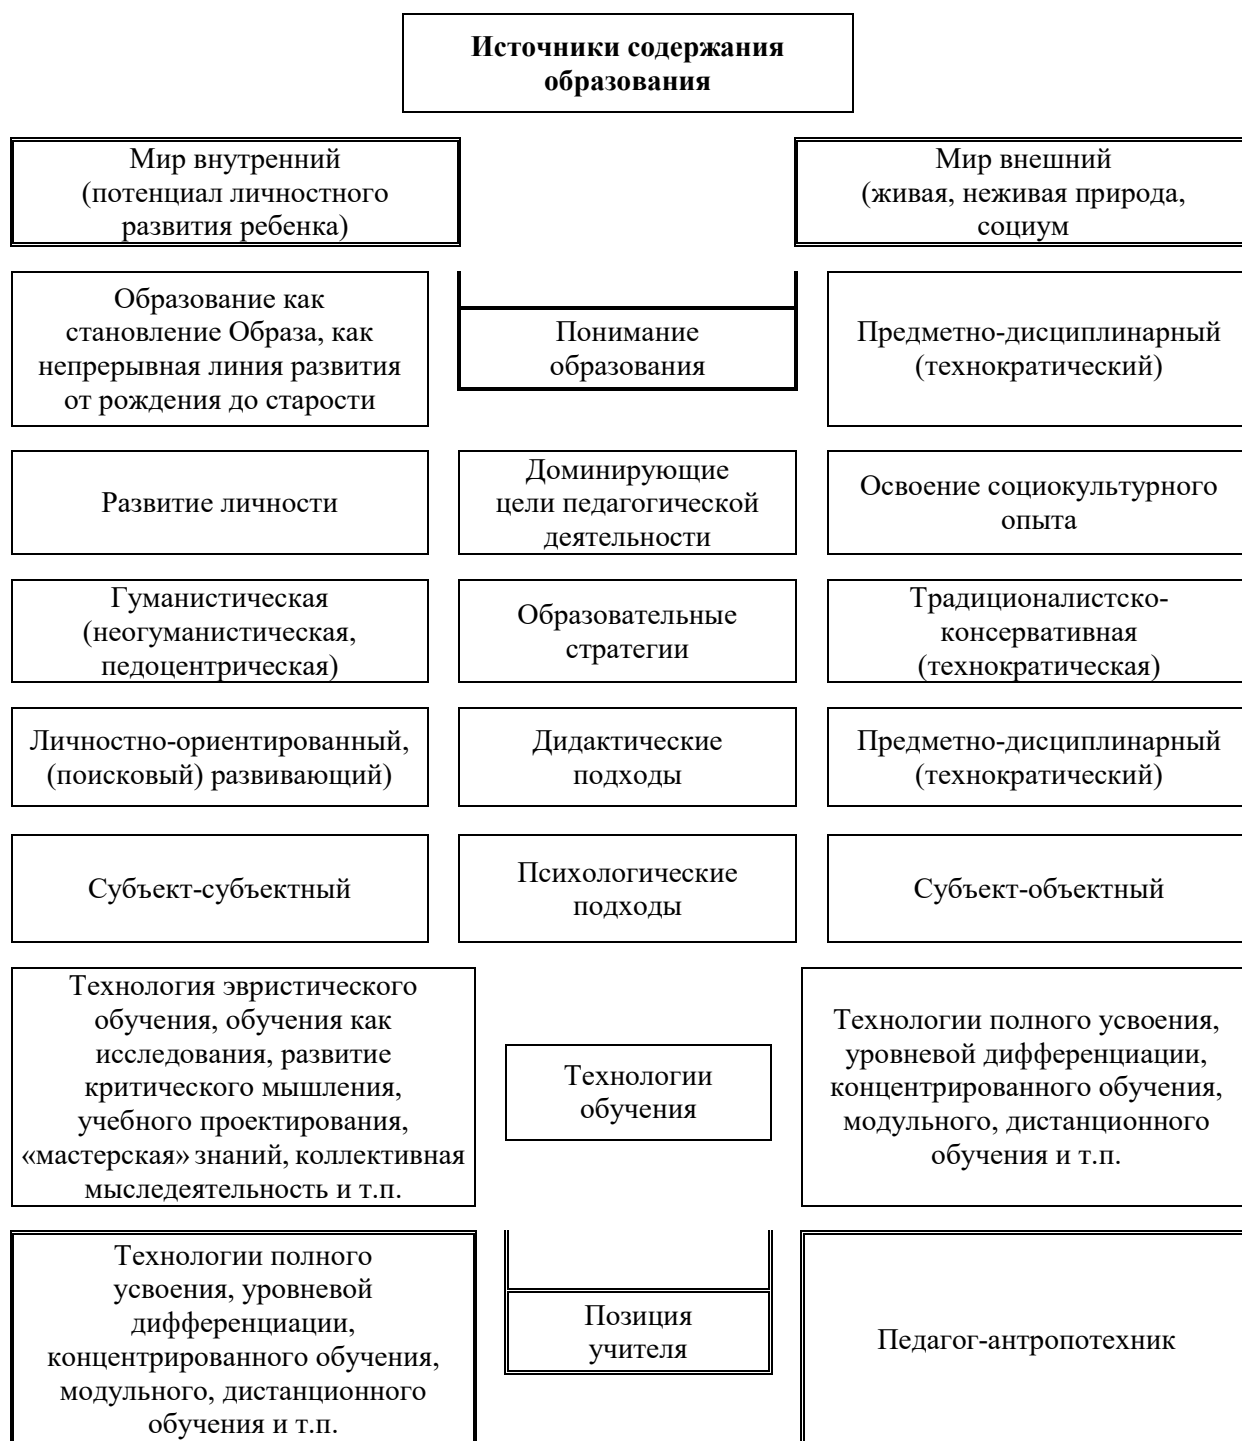 Источники содержания
образования
Мир внутренний
(потенциал личностного
развития ребенка)
Мир внешний
(живая, неживая природа,
социум
Образование как
становление Образа, как
непрерывная линия развития
от рождения до старости
Понимание
образования
Предметно-дисциплинарный
(технократический)
Развитие личности
Доминирующие
цели педагогической
деятельности
Освоение социокультурного
опыта
Гуманистическая
(неогуманистическая,
педоцентрическая)
Образовательные
стратегии
Традиционалистско-
консервативная
(технократическая)
Личностно-ориентированный,
(поисковый) развивающий)
Дидактические
подходы
Предметно-дисциплинарный
(технократический)
Субъект-субъектный
Психологические
подходы
Субъект-объектный
Технология эвристического
обучения, обучения как
исследования, развитие
критического мышления,
учебного проектирования,
«мастерская» знаний, коллективная
мыследеятельность и т.п.
Технологии
обучения
Технологии полного усвоения,
уровневой дифференциации,
концентрированного обучения,
модульного, дистанционного
обучения и т.п.
Технологии полного
усвоения, уровневой
дифференциации,
концентрированного обучения,
модульного, дистанционного
обучения и т.п.
Позиция
учителя
Педагог-антропотехник